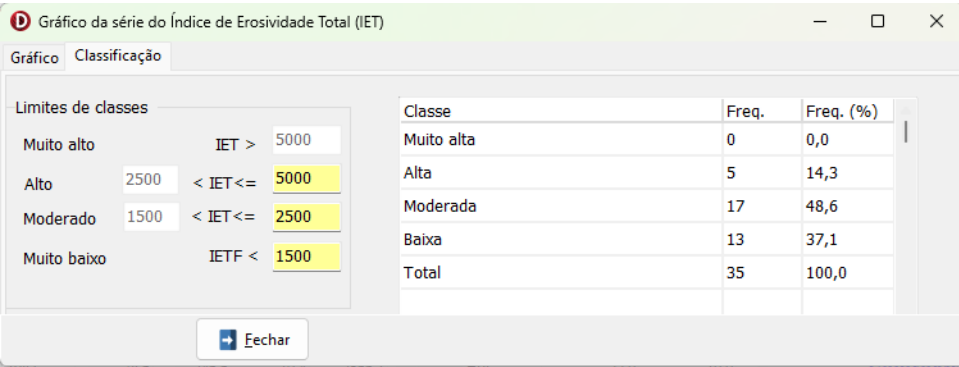 D Gráfico da série do Índice de Erosividade Total (IET)
Gráfico Classificação
Limites de classes
Muito alto IET > 5000
Alto 2500 < IET<= 5000
Moderado 1500 < IET<= 2500
Muito baixo IETF < 1500
Classe Freq. Freq. (%)
Muito alta 0 0,0
Alta 5 14,3
Moderada 17 48,6
Baixa 13 37,1
Total 35 100,0
Fechar